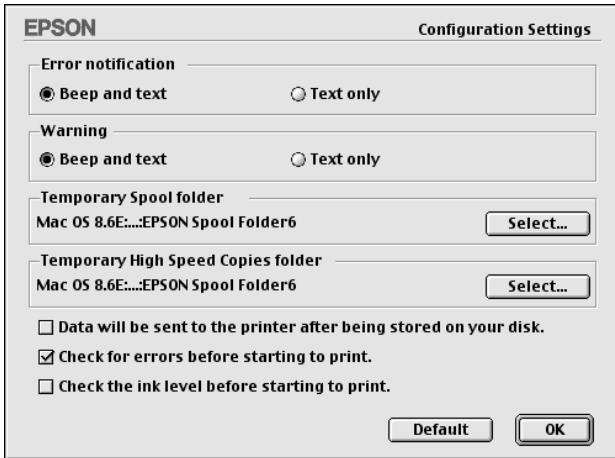 EPSON
Configuration Settings
Error notification
Beep and text
Text only
Warning
Beep and text
Text only
Temporary Spool folder
Mac OS 8.6E:...:EPSON Spool Folder6
Select...
Temporary High Speed Copies folder
Mac OS 8.6E:...:EPSON Spool Folder6
Select...
Data will be sent to the printer after being stored on your disk.
Check for errors before starting to print.
Check the ink level before starting to print.
Default
OK